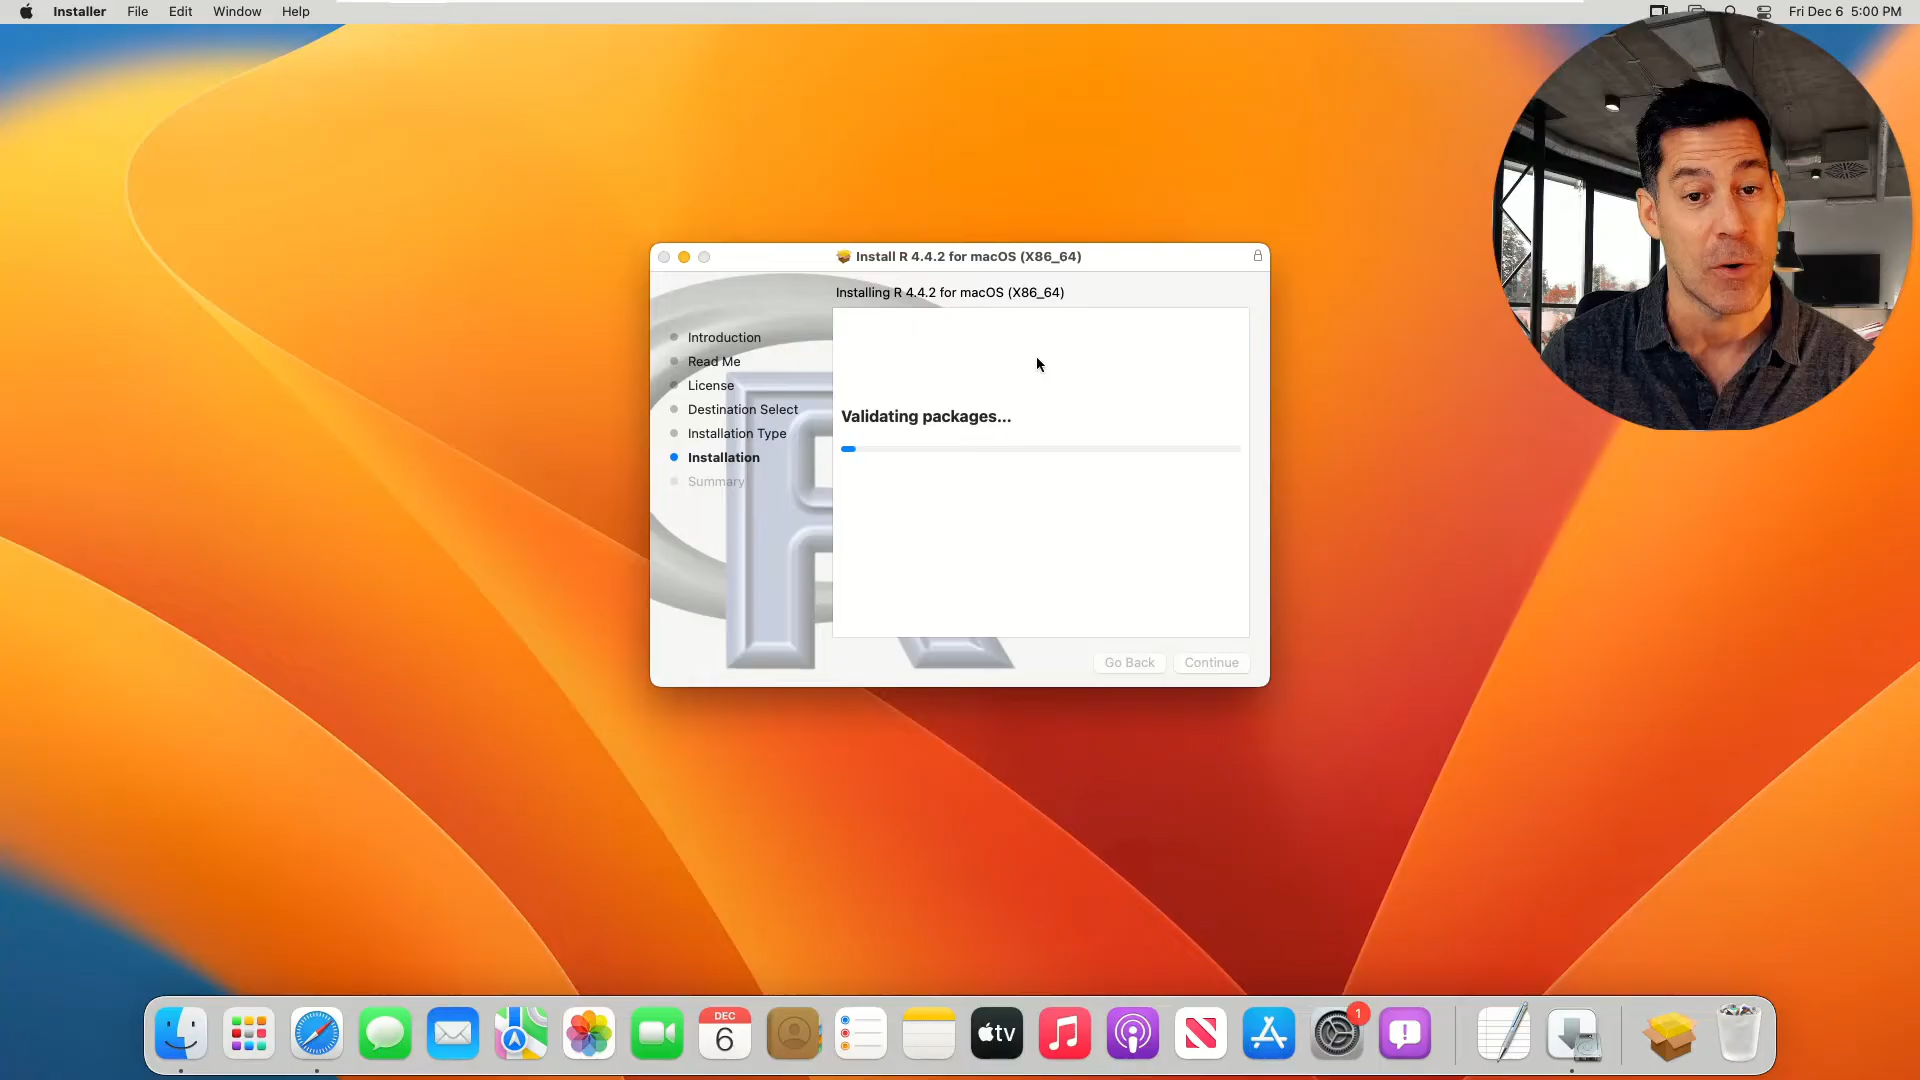 Installer File Edit Window Help Fri Dec 6 5:00 PM
Install R 4.4.2 for macOS (X86_64)
Installing R 4.4.2 for macOS (X86_64)
Introduction
Read Me
License
Destination Select
Installation Type
Installation
Summary
Validating packages...
Go Back Continue
DEC
6
tv
1